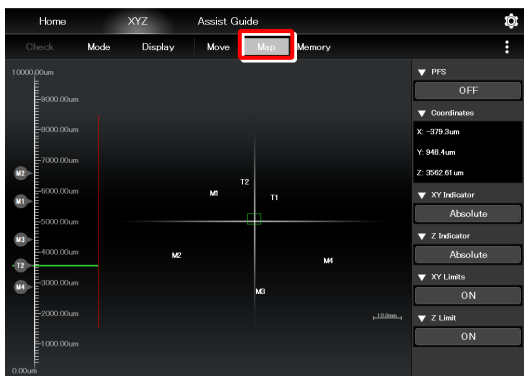 Home XYZ Assist Guide
Check Mode Display Move Map Memory
10000.00um
9000.00um
8000.00um
7000.00um
6000.00um
5000.00um
4000.00um
3000.00um
2000.00um
1000.00um
0.00um
M2
M1
M3
T2
M4
T2
M1
T1
M2
M4
M3
10.0mm
PFS
OFF
Coordinates
X: -379.3um
Y: 948.4um
Z: 3562.61um
XY Indicator
Absolute
Z Indicator
Absolute
XY Limits
ON
Z Limit
ON